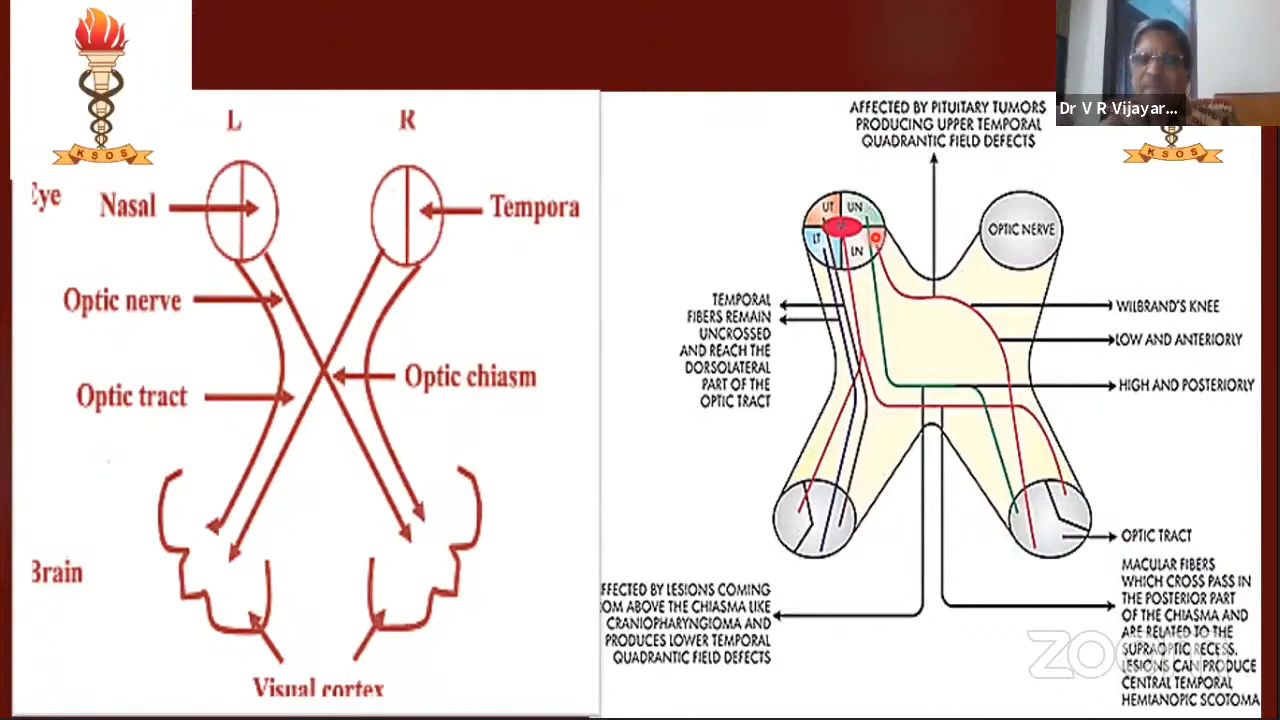 KSOS
L
R
Eye
Nasal
Tempora
Optic nerve
Optic chiasm
Optic tract
Brain
Visual cortex
Dr V R Vijayar...
KSOS
AFFECTED BY PITUITARY TUMORS
PRODUCING UPPER TEMPORAL
QUADRANTIC FIELD DEFECTS
UT
UN
LT
LN
OPTIC NERVE
TEMPORAL
FIBERS REMAIN
UNCROSSED
AND REACH THE
DORSOLATERAL
PART OF THE
OPTIC TRACT
WILBRAND'S KNEE
LOW AND ANTERIORLY
HIGH AND POSTERIORLY
OPTIC TRACT
FFECTED BY LESIONS COMING
OM ABOVE THE CHIASMA LIKE
CRANIOPHARYNGIOMA AND
PRODUCES LOWER TEMPORAL
QUADRANTIC FIELD DEFECTS
MACULAR FIBERS
WHICH CROSS PASS IN
THE POSTERIOR PART
OF THE CHIASMA AND
ARE RELATED TO THE
SUPRAOPTIC RECESS.
LESIONS CAN PRODUCE
CENTRAL TEMPORAL
HEMIANOPIC SCOTOMA
zoom